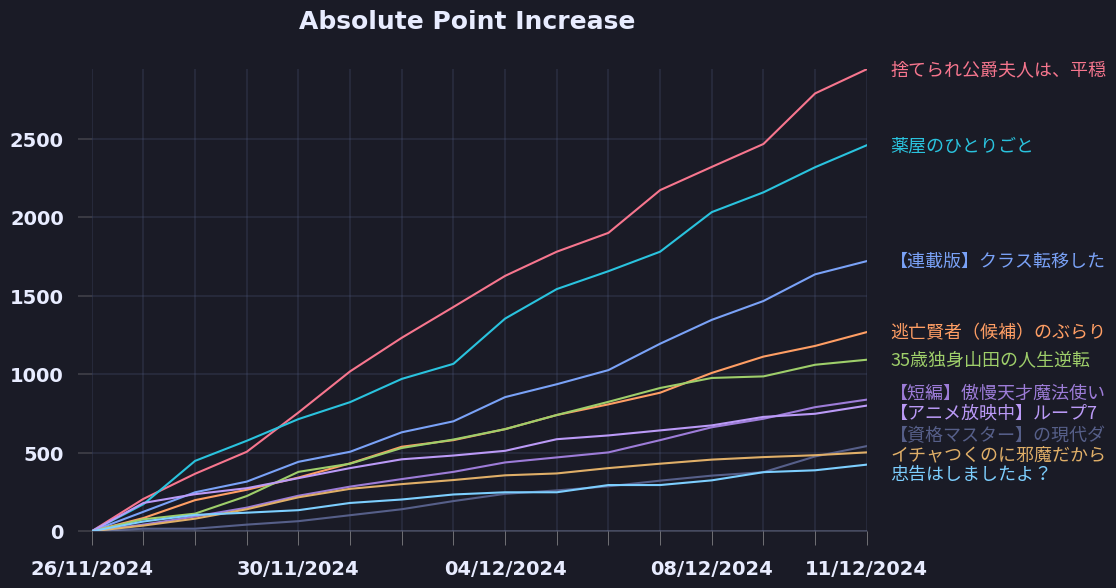 Absolute Point Increase
捨てられ公爵夫人は、平穏
2500
薬屋のひとりごと
2000
【連載版】クラス転移した
1500
逃亡賢者（候補）のぶらり
35歳独身山田の人生逆転
1000
【短編】傲慢天才魔法使い
【アニメ放映中】ループ7
【資格マスター】の現代ダ
500
イチャつくのに邪魔だから
忠告はしましたよ？
0
26/11/2024 30/11/2024 04/12/2024 08/12/2024 11/12/2024